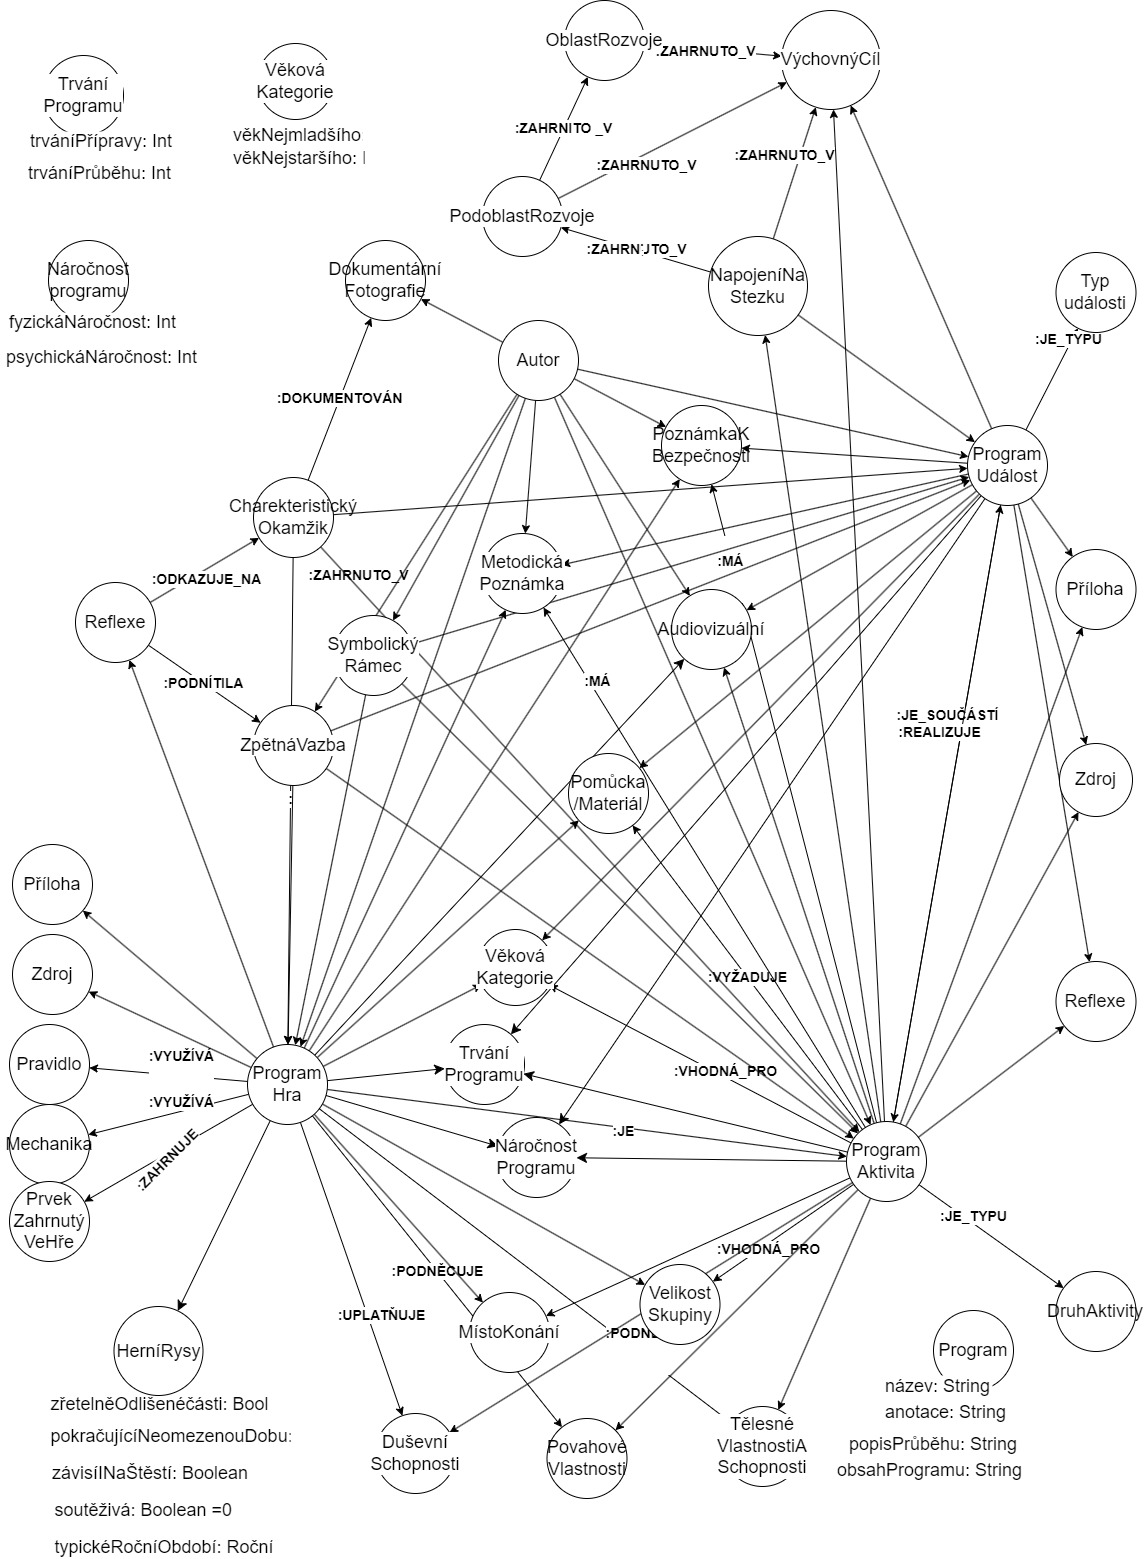 OblastRozvoje
:ZAHRNUTO_V
VýchovnýCíl
Trvání
Programu
trváníPřípravy: Int
trváníPrůběhu: Int
Věková
Kategorie
věkNejmladšího
věkNejstaršího:
:ZAHRNITO _V
:ZAHRNUTO_V
:ZAHRNUTO_V
PodoblastRozvoje
:ZAHRNUTO_V
NapojeníNa
Stezku
Náročnost
programu
fyzickáNáročnost: Int
psychickáNáročnost: Int
Dokumentární
Fotografie
Typ
události
:JE_TYPU
Autor
:DOKUMENTOVÁN
PoznámkaK
Bezpečnosti
Program
Událost
Charekteristický
Okamžik
:ODKAZUJE_NA
:ZAHRNUTO_V
Metodická
Poznámka
:MÁ
Příloha
Reflexe
Symbolický
Rámec
Audiovizuální
:PODNÍTILA
:MÁ
:JE_SOUČÁSTÍ
:REALIZUJE
ZpětnáVazba
Pomůcka
/Materiál
Zdroj
:
Příloha
Zdroj
Věková
Kategorie
:VYŽADUJE
Reflexe
Pravidlo
:VYUŽÍVÁ
Program
Hra
Trvání
Programu
:VHODNÁ_PRO
:VYUŽÍVÁ
Mechanika
:ZAHRNUJE
:JE
Náročnost
Programu
Program
Aktivita
Prvek
Zahrnutý
VeHře
:JE_TYPU
:PODNĚCUJE
:VHODNÁ_PRO
:UPLATŇUJE
Velikost
Skupiny
MístoKonání
:PODNĚ
DruhAktivity
HerníRysy
zřetelněOdlišenéčásti: Bool
pokračujícíNeomezenouDobu:
závisíINaŠtěstí: Boolean
soutěživá: Boolean =0
typickéRočníObdobí: Roční
Program
název: String
anotace: String
popisPrůběhu: String
obsahProgramu: String
Duševní
Schopnosti
Povahové
Vlastnosti
Tělesné
VlastnostiA
Schopnosti